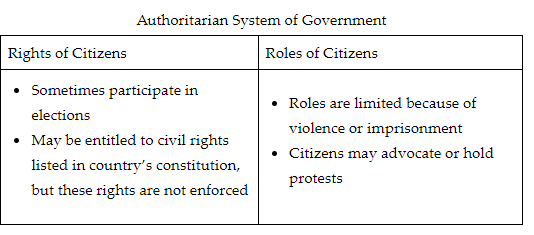 Authoritarian System of Government
Rights of Citizens
Roles of Citizens
• Sometimes participate in
elections
• May be entitled to civil rights
listed in country's constitution,
but these rights are not enforced
• Roles are limited because of
violence or imprisonment
• Citizens may advocate or hold
protests